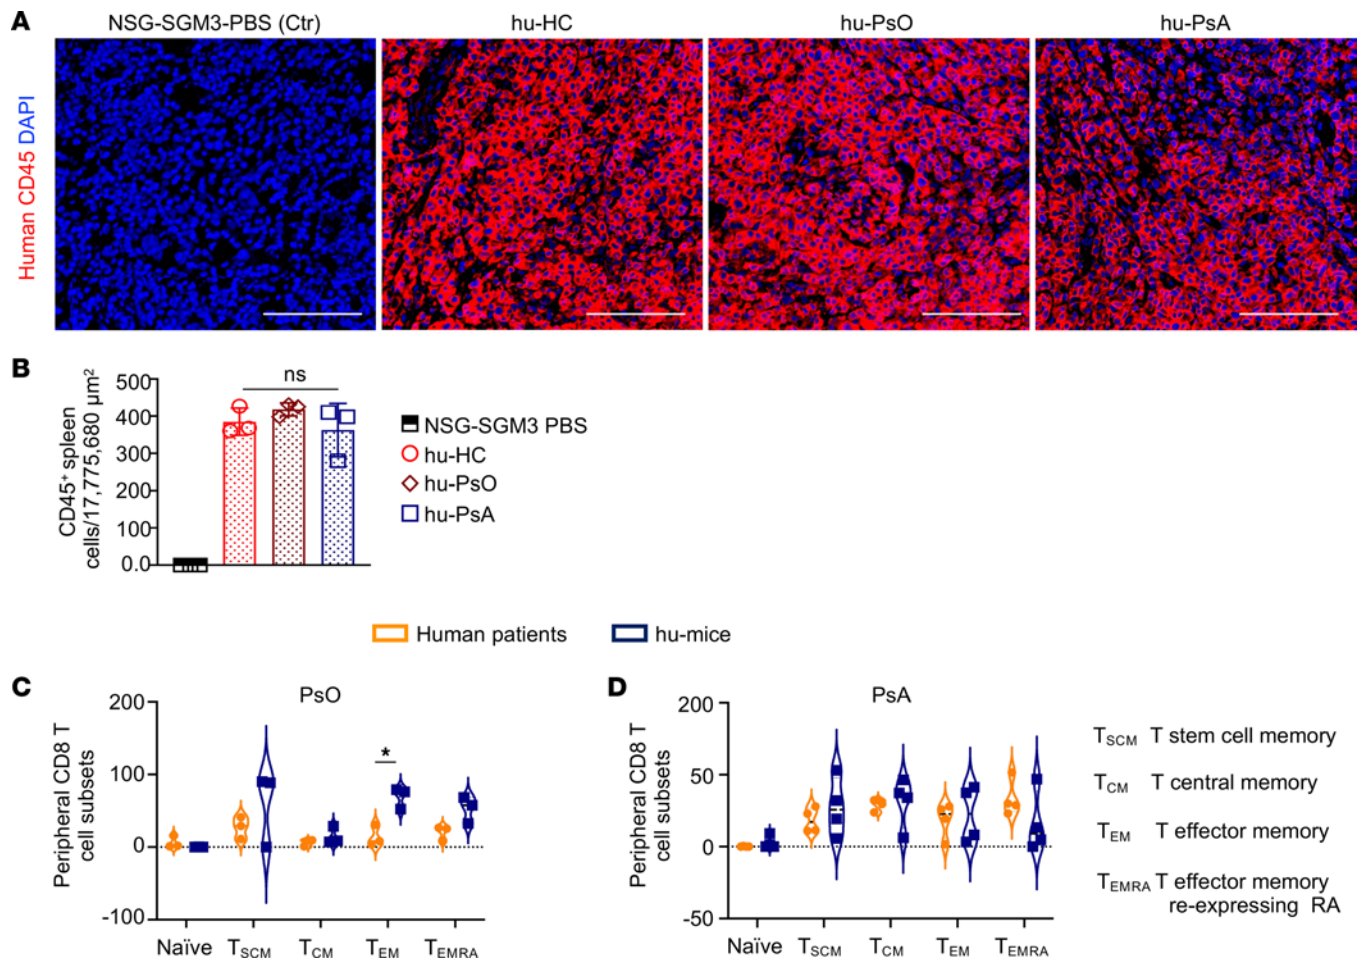 A
NSG-SGM3-PBS (Ctr)
hu-HC
hu-PsO
hu-PsA
Human CD45 DAPI
B
CD45⁺ spleen
cells/17,775,680 µm²
500
400
300
200
100
0.0
ns
NSG-SGM3 PBS
hu-HC
hu-PsO
hu-PsA
Human patients
hu-mice
C
PsO
Peripheral CD8 T
cell subsets
200
100
0
-100
*
Naïve TSCM TCM TEM TEMRA
D
PsA
Peripheral CD8 T
cell subsets
200
50
0
-50
Naïve TSCM TCM TEM TEMRA
TSCM T stem cell memory
TCM T central memory
TEM T effector memory
TEMRA T effector memory
re-expressing RA